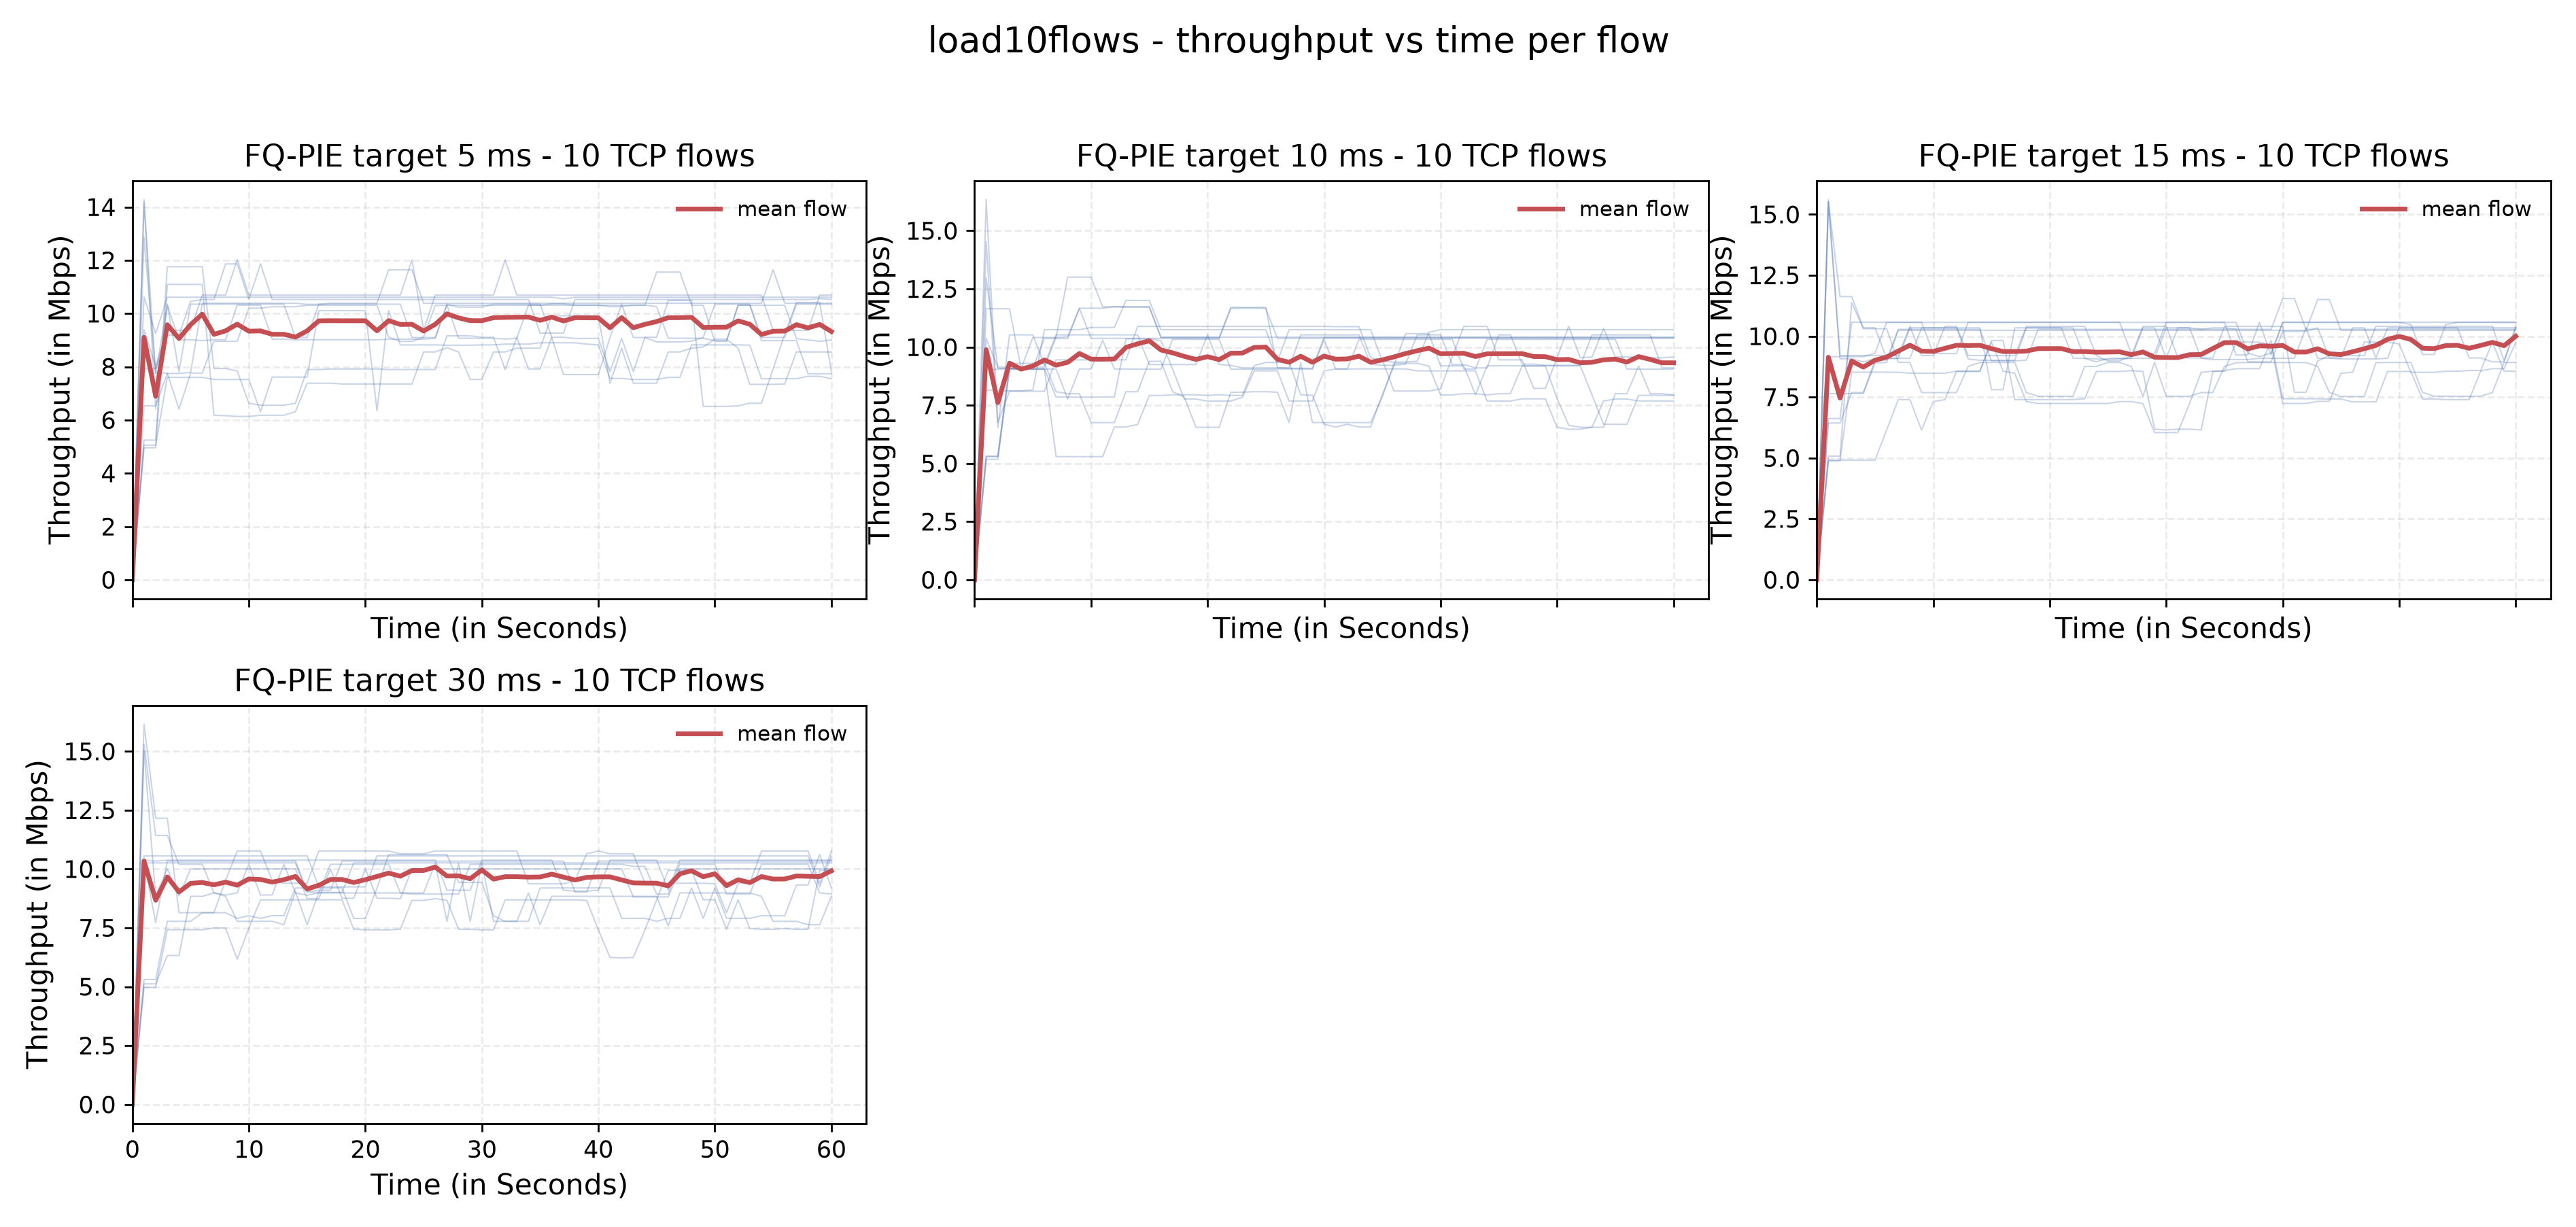 load10flows - throughput vs time per flow
FQ-PIE target 5 ms - 10 TCP flows
Throughput (in Mbps)
14
12
10
8
6
4
2
0
mean flow
Time (in Seconds)
FQ-PIE target 10 ms - 10 TCP flows
Throughput (in Mbps)
15.0
12.5
10.0
7.5
5.0
2.5
0.0
mean flow
Time (in Seconds)
FQ-PIE target 15 ms - 10 TCP flows
Throughput (in Mbps)
15.0
12.5
10.0
7.5
5.0
2.5
0.0
mean flow
Time (in Seconds)
FQ-PIE target 30 ms - 10 TCP flows
Throughput (in Mbps)
15.0
12.5
10.0
7.5
5.0
2.5
0.0
mean flow
0 10 20 30 40 50 60
Time (in Seconds)